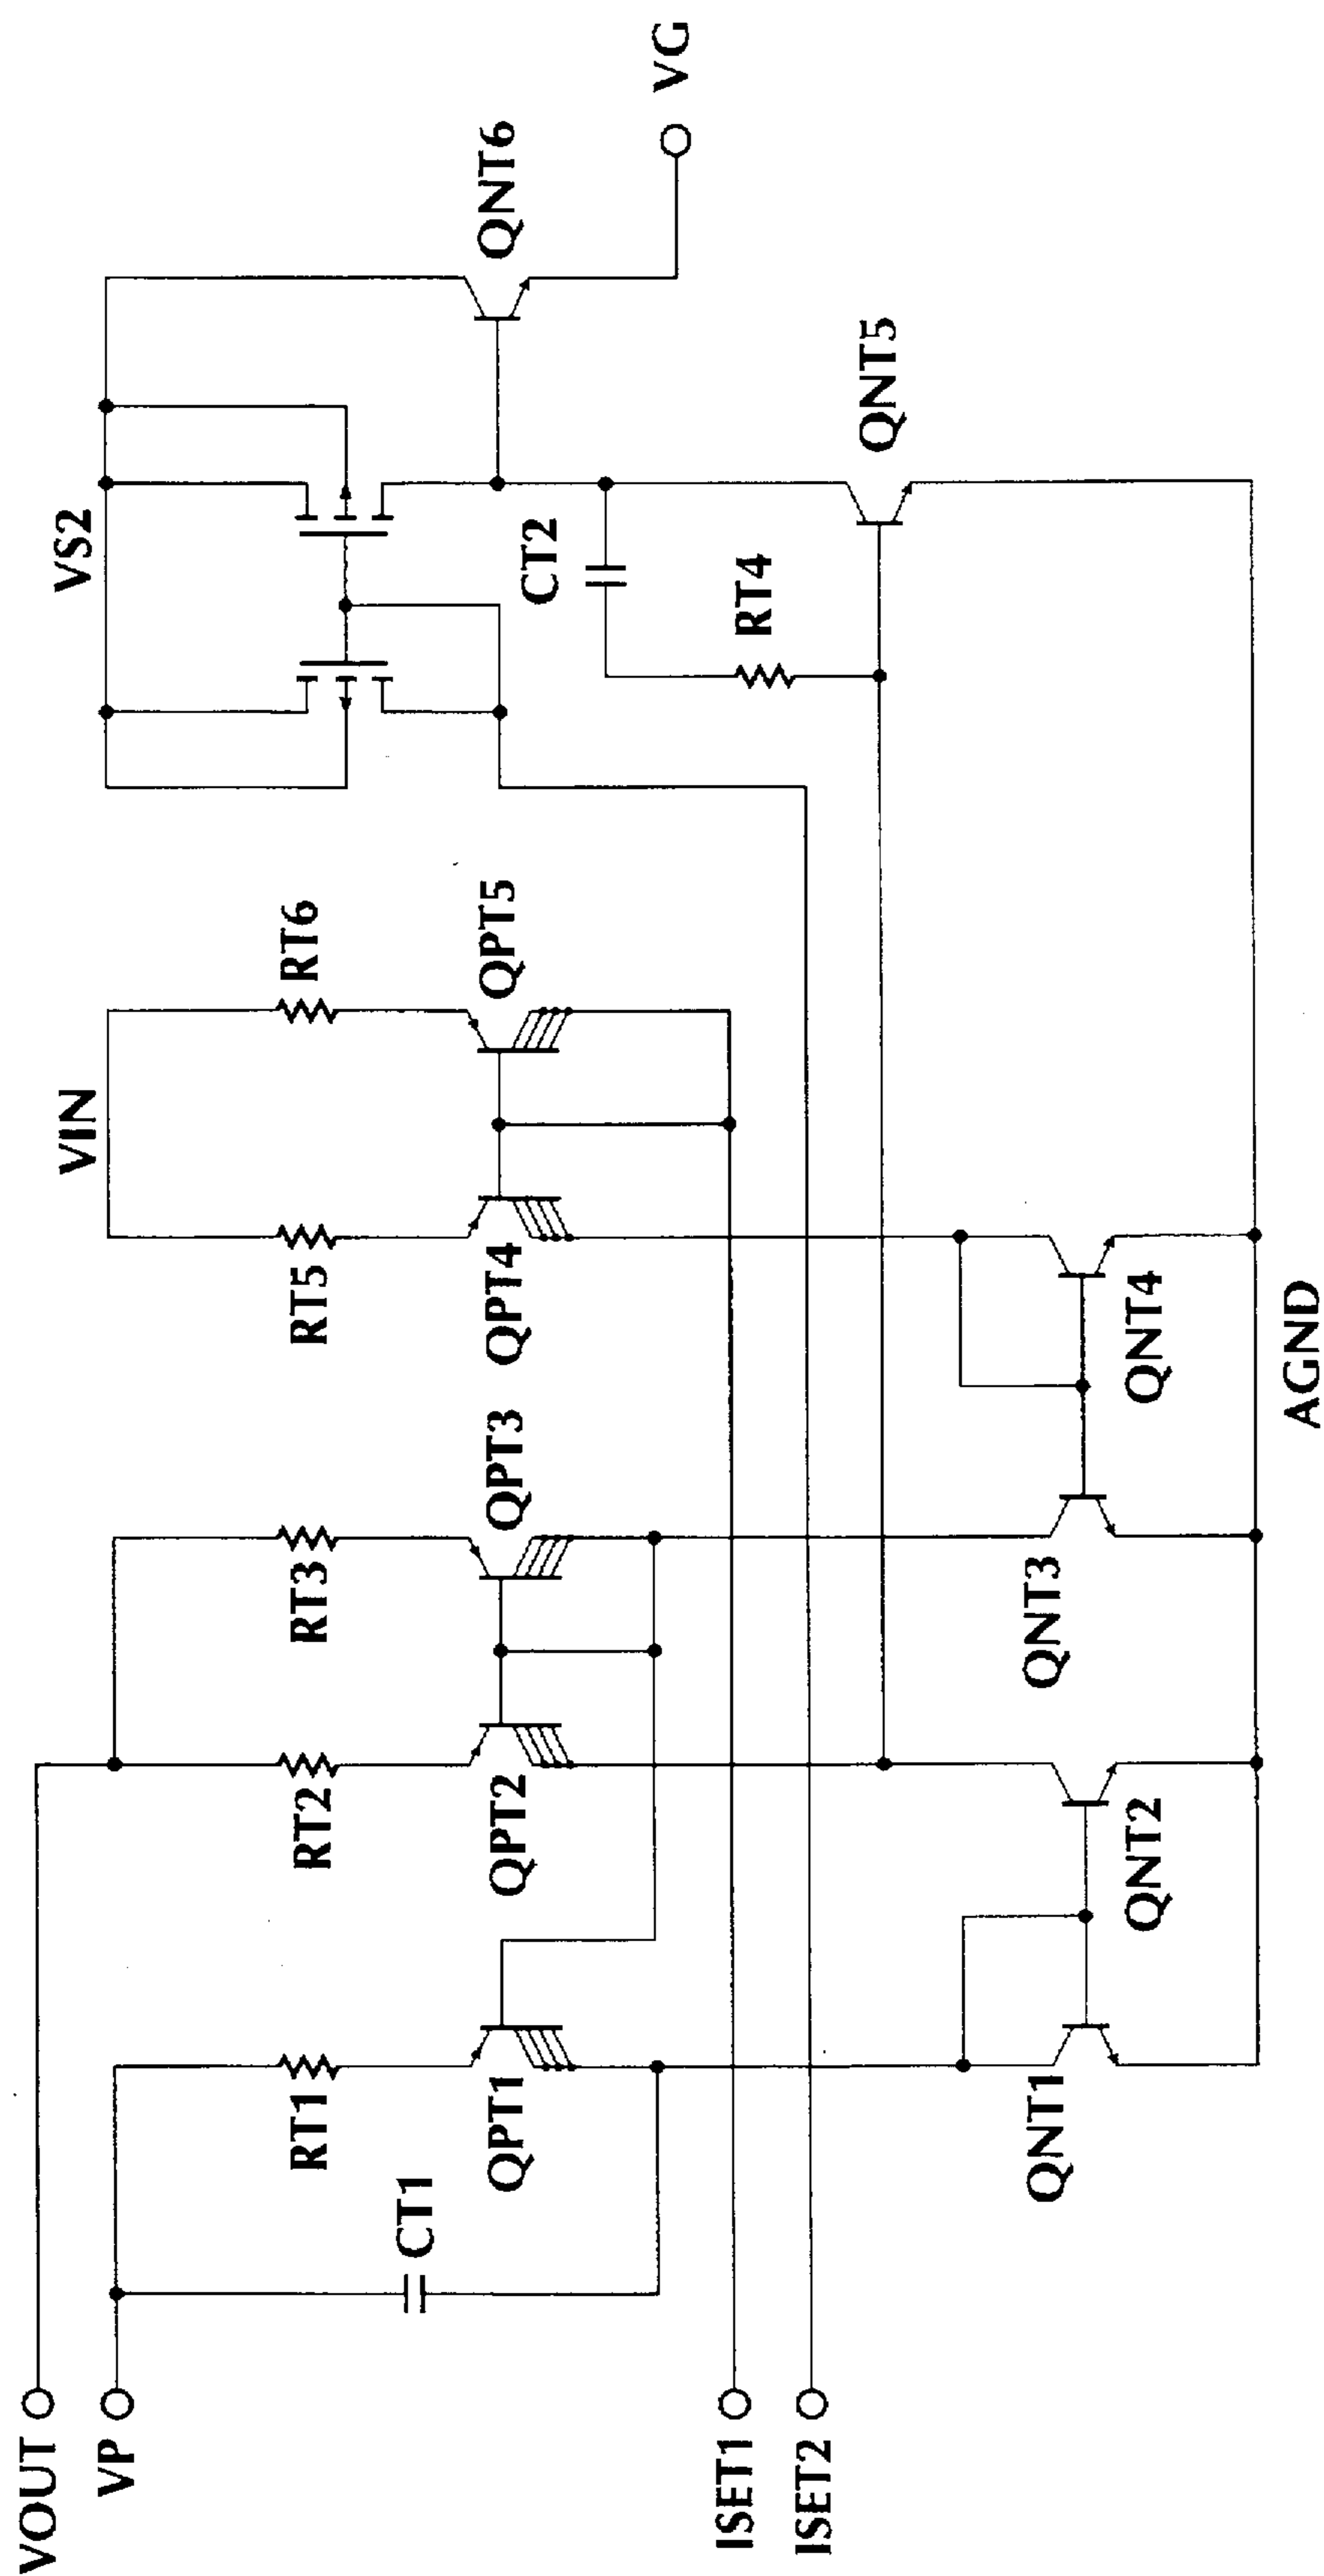 VOUT
VP
CT1
RT1
QPT1
QNT1
RT2
QPT2
QNT2
RT3
QPT3
QNT3
VIN
RT5
QPT4
QNT4
RT6
QPT5
VS2
CT2
RT4
QNT5
QNT6
VG
ISET1
ISET2
AGND